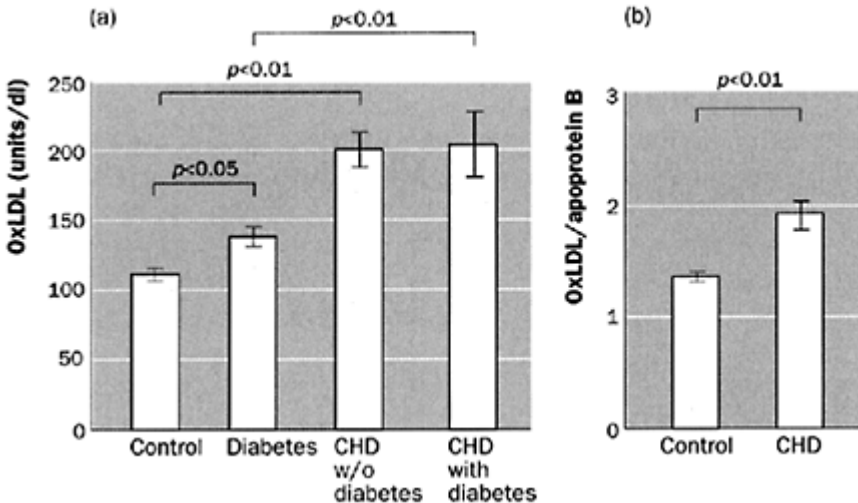 (a)
p<0.01
p<0.01
p<0.05
OxLDL (units/dl)
250
200
150
100
50
0
Control
Diabetes
CHD
w/o
diabetes
CHD
with
diabetes
(b)
p<0.01
OxLDL/apoprotein B
3
2
1
0
Control
CHD